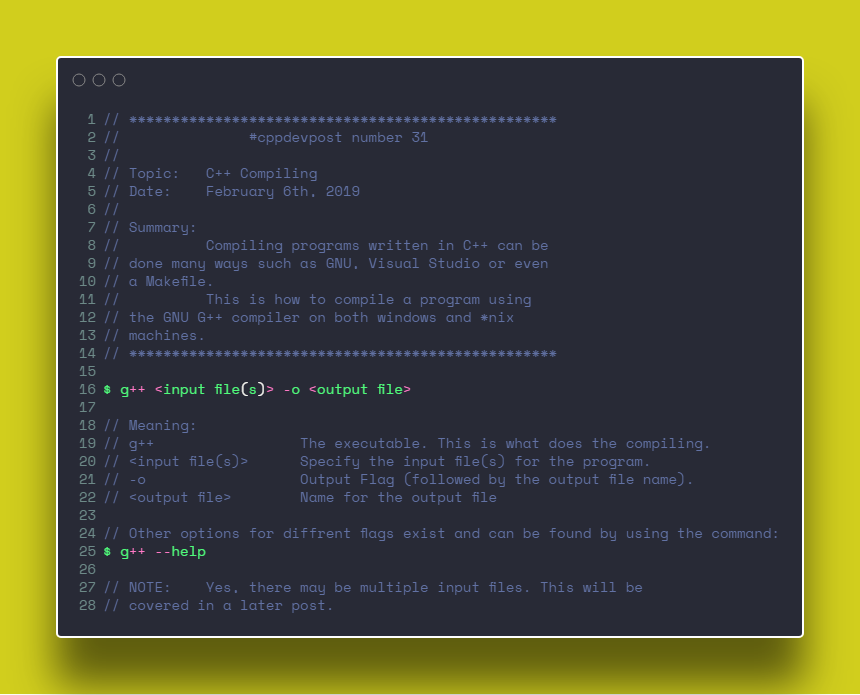 1 // **************************************************
2 //               #cppdevpost number 31
3 //
4 // Topic:   C++ Compiling
5 // Date:    February 6th, 2019
6 //
7 // Summary:
8 //          Compiling programs written in C++ can be
9 // done many ways such as GNU, Visual Studio or even
10 // a Makefile.
11 //          This is how to compile a program using
12 // the GNU G++ compiler on both windows and *nix
13 // machines.
14 // **************************************************
15
16 $ g++ <input file(s)> -o <output file>
17
18 // Meaning:
19 // g++                 The executable. This is what does the compiling.
20 // <input file(s)>      Specify the input file(s) for the program.
21 // -o                  Output Flag (followed by the output file name).
22 // <output file>        Name for the output file
23
24 // Other options for diffrent flags exist and can be found by using the command:
25 $ g++ --help
26
27 // NOTE:    Yes, there may be multiple input files. This will be
28 // covered in a later post.